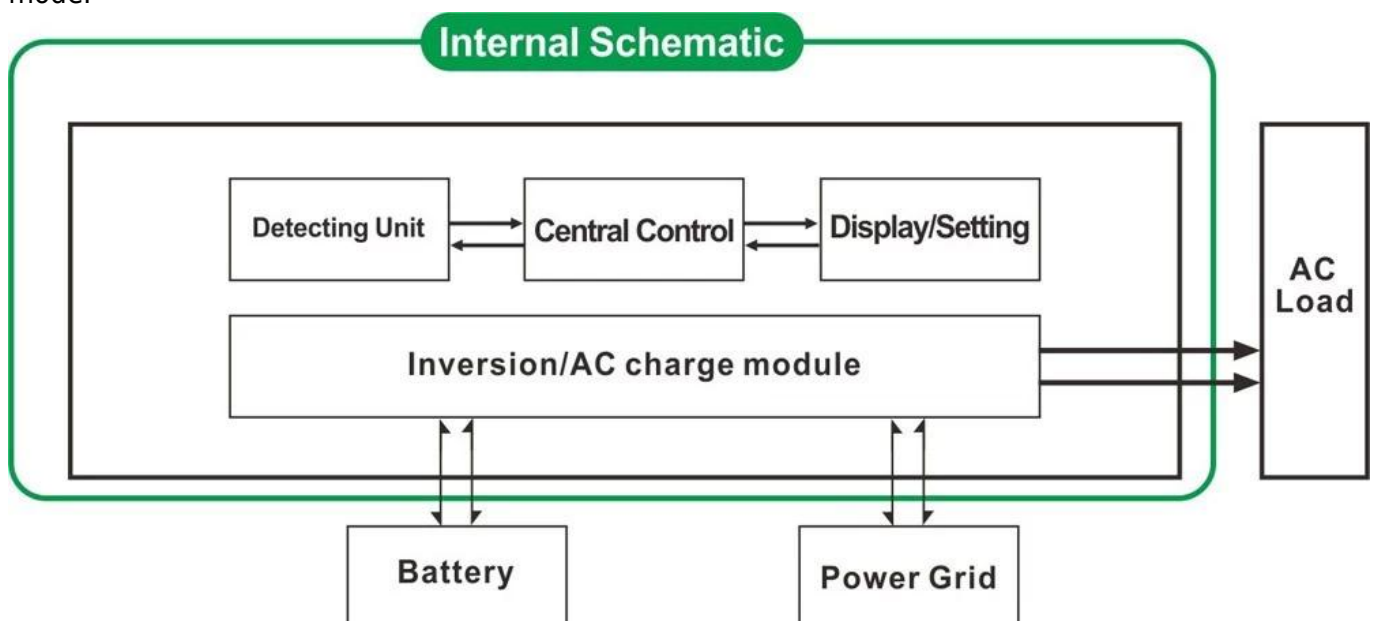 Internal Schematic
Detecting Unit
Central Control
Display/Setting
AC
Load
Inversion/AC charge module
Battery
Power Grid